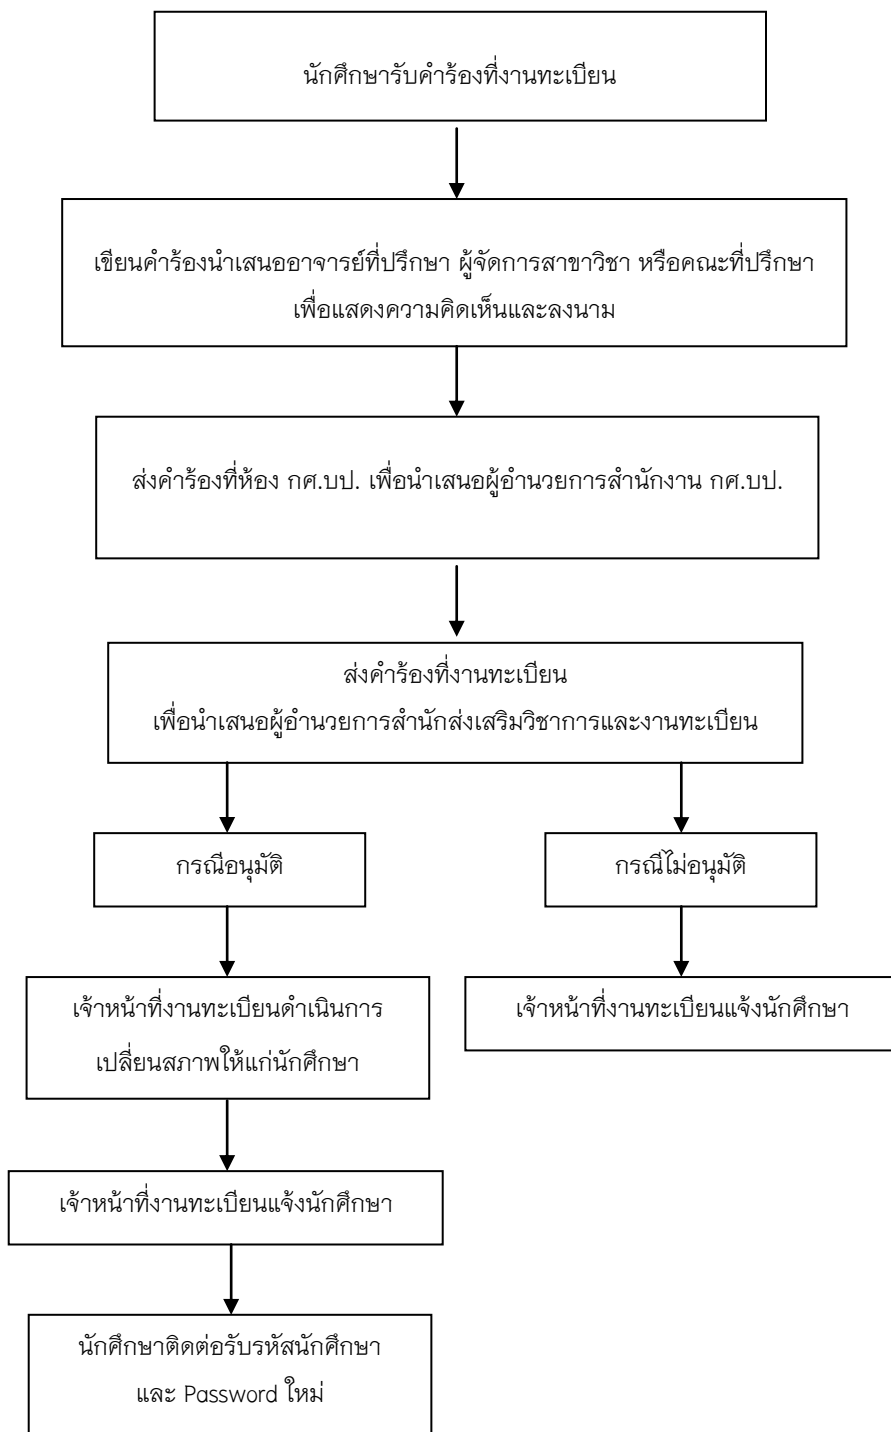 นักศึกษารับคำร้องที่งานทะเบียน
เขียนคำร้องนำเสนออาจารย์ที่ปรึกษา ผู้จัดการสาขาวิชา หรือคณะที่ปรึกษา
เพื่อแสดงความคิดเห็นและลงนาม
ส่งคำร้องที่ห้อง กศ.บป. เพื่อนำเสนอผู้อำนวยการสำนักงาน กศ.บป.
ส่งคำร้องที่งานทะเบียน
เพื่อนำเสนอผู้อำนวยการสำนักส่งเสริมวิชาการและงานทะเบียน
กรณีอนุมัติ
กรณีไม่อนุมัติ
เจ้าหน้าที่งานทะเบียนดำเนินการ
เปลี่ยนสภาพให้แก่นักศึกษา
เจ้าหน้าที่งานทะเบียนแจ้งนักศึกษา
เจ้าหน้าที่งานทะเบียนแจ้งนักศึกษา
นักศึกษาติดต่อรับรหัสนักศึกษา
และ Password ใหม่